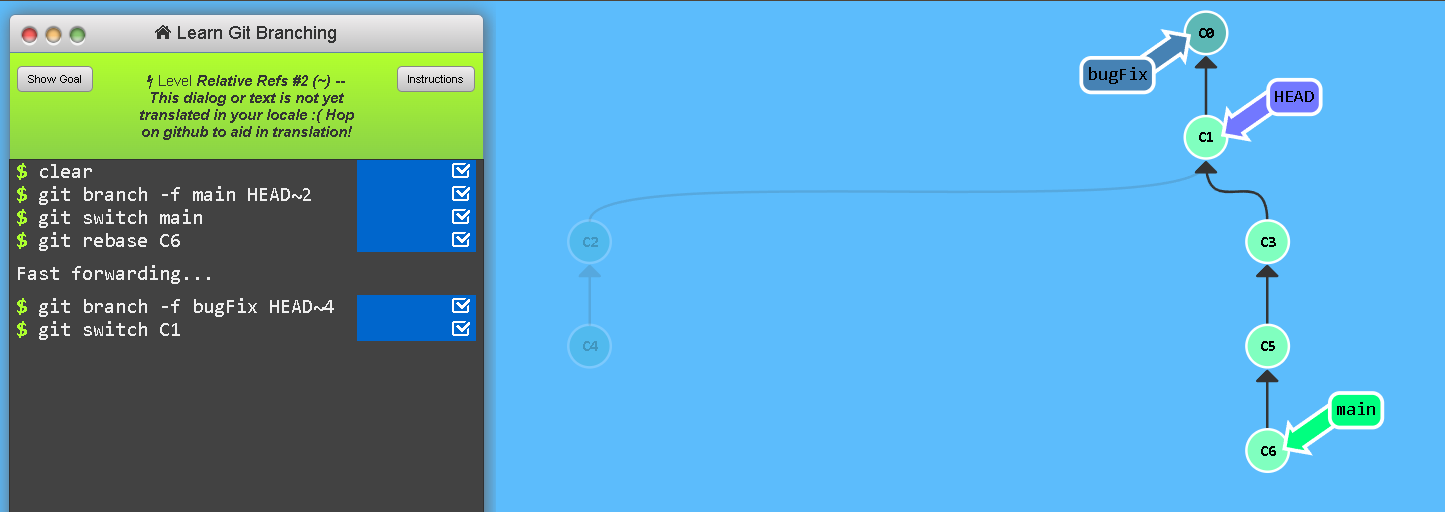 Learn Git Branching
Show Goal
Level Relative Refs #2 (~) --
This dialog or text is not yet
translated in your locale :( Hop
on github to aid in translation!
Instructions
$ clear
$ git branch -f main HEAD~2
$ git switch main
$ git rebase C6
Fast forwarding...
$ git branch -f bugFix HEAD~4
$ git switch C1
C0
bugFix
HEAD
C1
C2
C3
C4
C5
main
C6